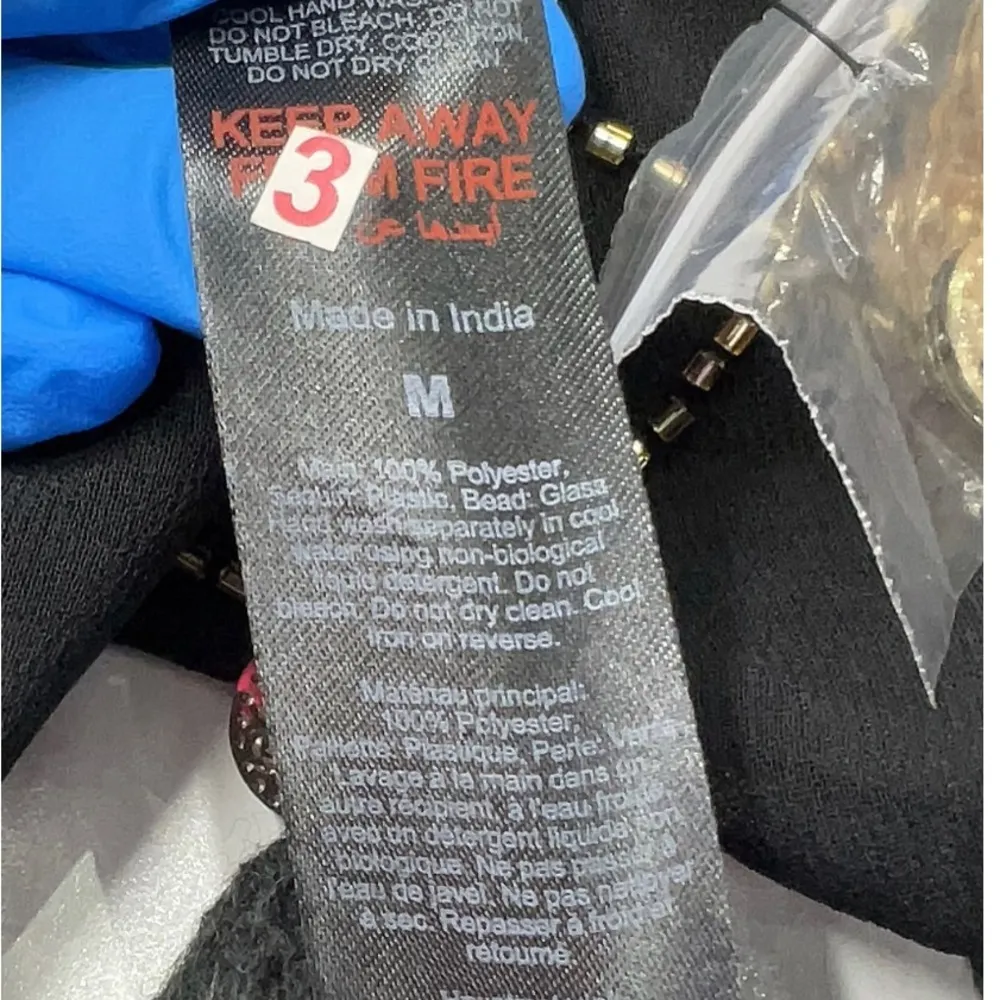 COOL HAND WAS
DO NOT BLEACH. DO NOT
TUMBLE DRY. COOL IRON.
DO NOT DRY CLEAN
KEEP AWAY
3
FROM FIRE
أبعدها عن
Made in India
M
Main: 100% Polyester,
Sequin: Plastic, Bead: Glass
Hand wash separately in cool
water using non-biological
liquid detergent. Do not
bleach. Do not dry clean. Cool
iron on reverse.
Matériau principal:
100% Polyester,
Paillette: Plastique, Perle: Verre
Lavage à la main dans un
autre récipient, à l'eau froide
avec un détergent liquide non
biologique. Ne pas passer à
l'eau de javel. Ne pas nettoyer
à sec. Repasser à froid
retourné